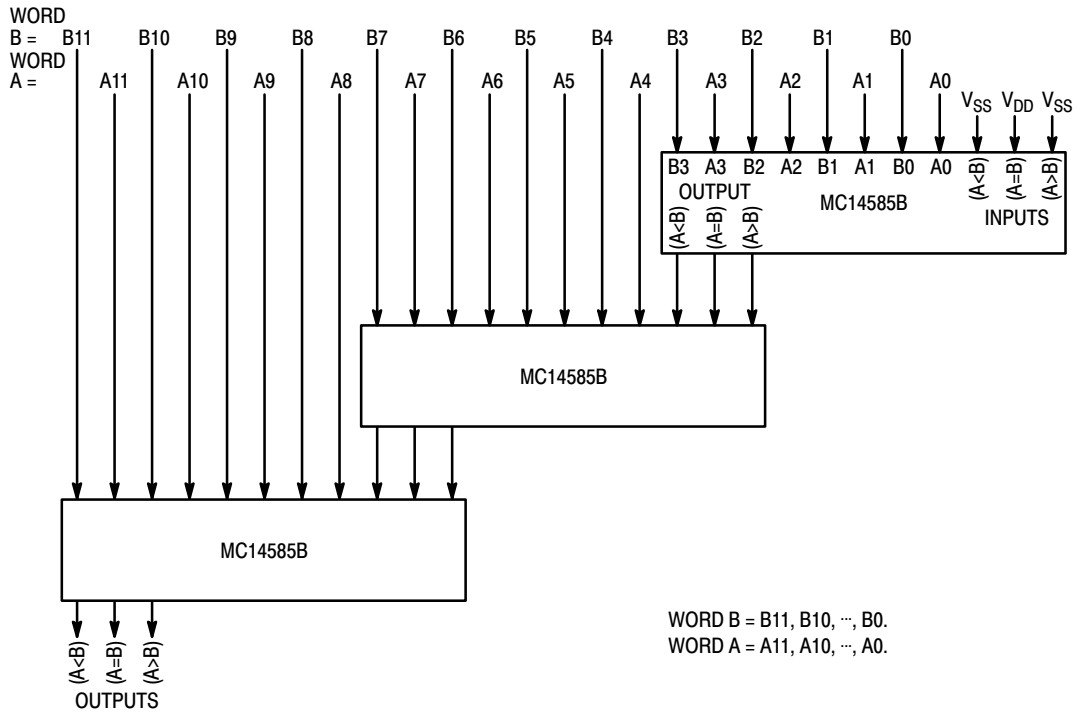 WORD
B = B11 B10 B9 B8 B7 B6 B5 B4 B3 B2 B1 B0
WORD
A = A11 A10 A9 A8 A7 A6 A5 A4 A3 A2 A1 A0
VSS VDD VSS
B3 A3 B2 A2 B1 A1 B0 A0 (A<B) (A=B) (A>B)
OUTPUT
MC14585B
INPUTS
(A<B) (A=B) (A>B)
MC14585B
MC14585B
(A<B) (A=B) (A>B)
OUTPUTS
WORD B = B11, B10, ···, B0.
WORD A = A11, A10, ···, A0.